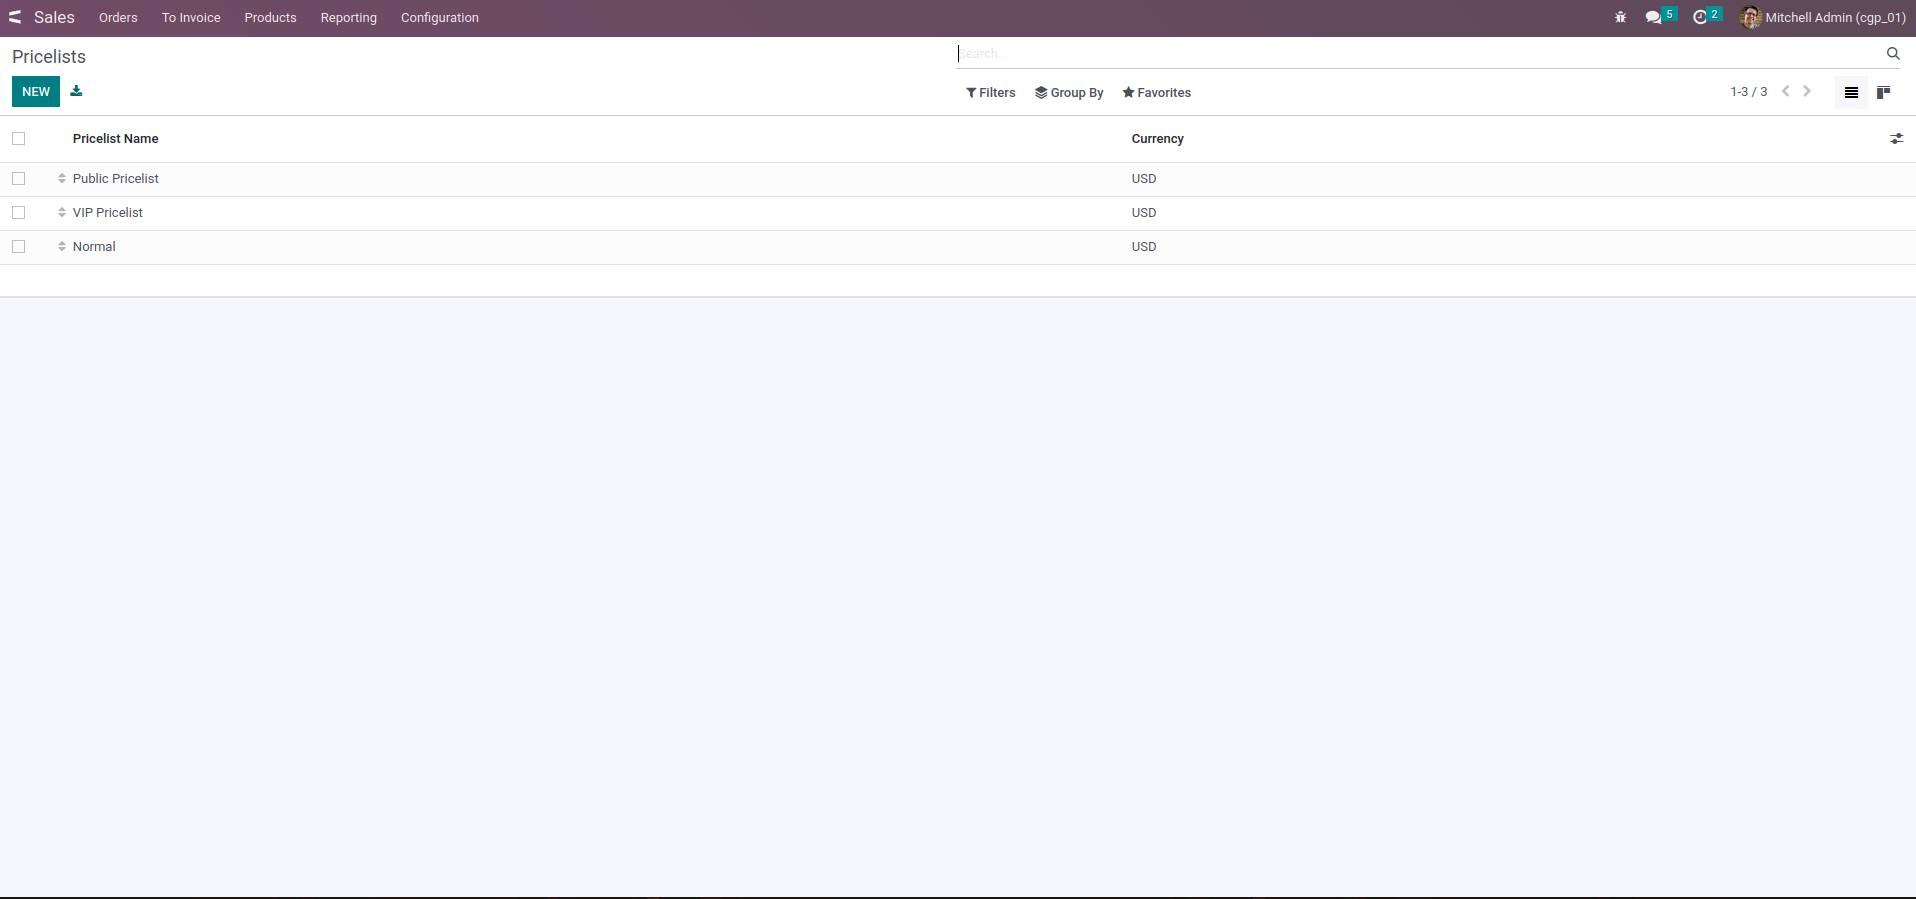 Sales Orders To Invoice Products Reporting Configuration 5 2 Mitchell Admin (cgp_01)
Pricelists Search...
NEW Filters Group By Favorites 1-3 / 3
Pricelist Name Currency
Public Pricelist USD
VIP Pricelist USD
Normal USD